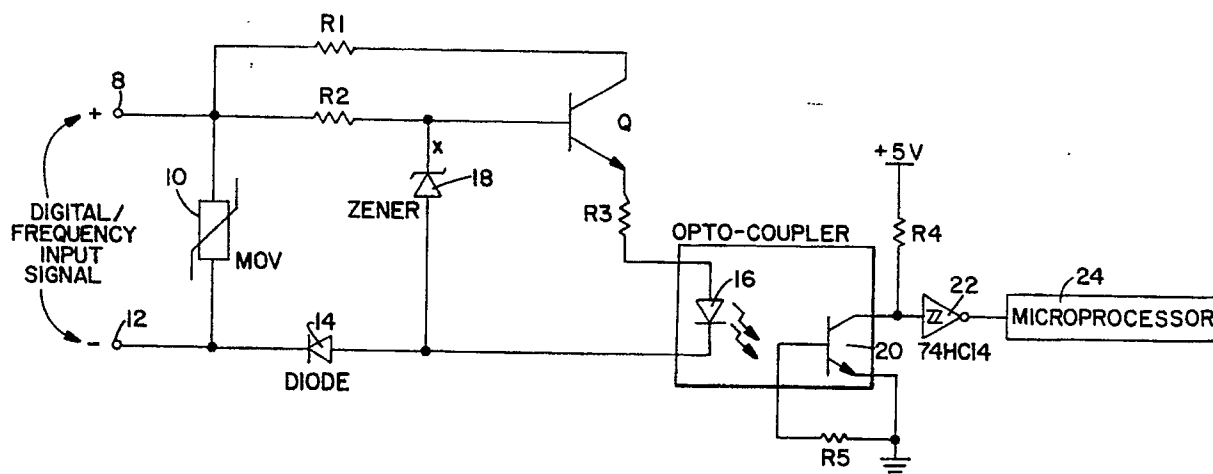 R1
8
R2
+
Q
+5V
X
10
18
ZENER
DIGITAL/
FREQUENCY
INPUT
SIGNAL
MOV
R3
R4
OPTO-COUPLER
16
22
24
MICROPROCESSOR
12
-
14
DIODE
20
74HC14
R5